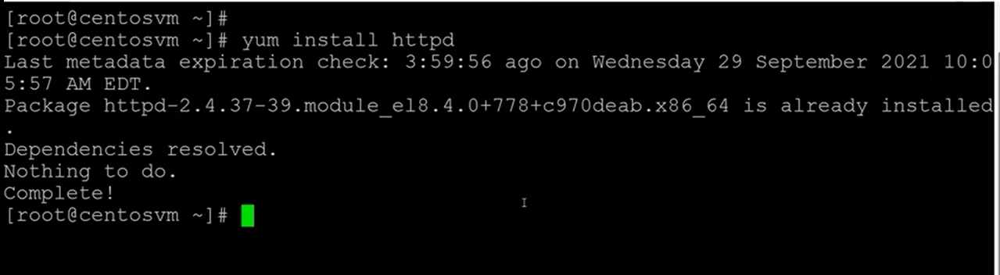 [root@centosvm ~]#
[root@centosvm ~]# yum install httpd
Last metadata expiration check: 3:59:56 ago on Wednesday 29 September 2021 10:0
5:57 AM EDT.
Package httpd-2.4.37-39.module_el8.4.0+778+c970deab.x86_64 is already installed
.
Dependencies resolved.
Nothing to do.
Complete!
[root@centosvm ~]#